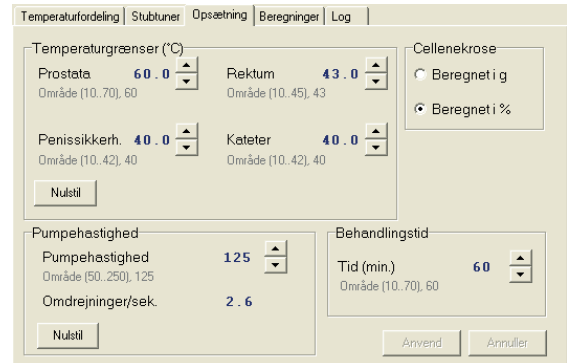 Temperaturfordeling Stubtuner Opsætning Beregninger Log
Temperaturgrænser (°C)
Prostata 60.0
Område (10..70), 60
Rektum 43.0
Område (10..45), 43
Penissikkerh. 40.0
Område (10..42), 40
Kateter 40.0
Område (10..42), 40
Nulstil
Cellenekrose
Beregnet i g
Beregnet i %
Pumpehastighed
Pumpehastighed 125
Område (50..250), 125
Omdrejninger/sek. 2.6
Nulstil
Behandlingstid
Tid (min.) 60
Område (10..70), 60
Anvend Annuller